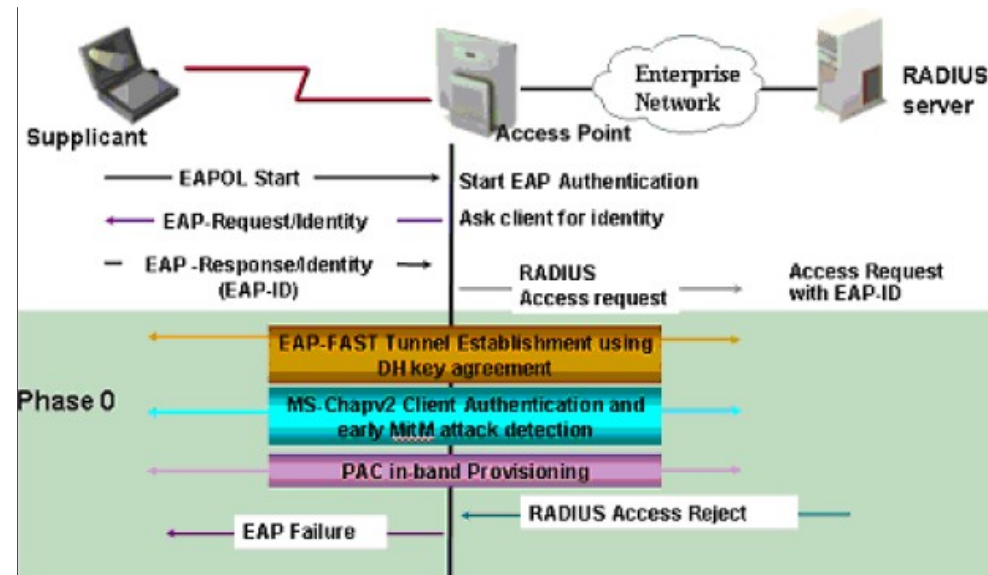 Enterprise
Network
RADIUS
server
Supplicant
Access Point
EAPOL Start
Start EAP Authentication
EAP-Request/Identity
Ask client for identity
EAP -Response/Identity
(EAP-ID)
RADIUS
Access request
Access Request
with EAP-ID
Phase 0
EAP-FAST Tunnel Establishment using
DH key agreement
MS-Chapv2 Client Authentication and
early MitM attack detection
PAC in-band Provisioning
RADIUS Access Reject
EAP Failure